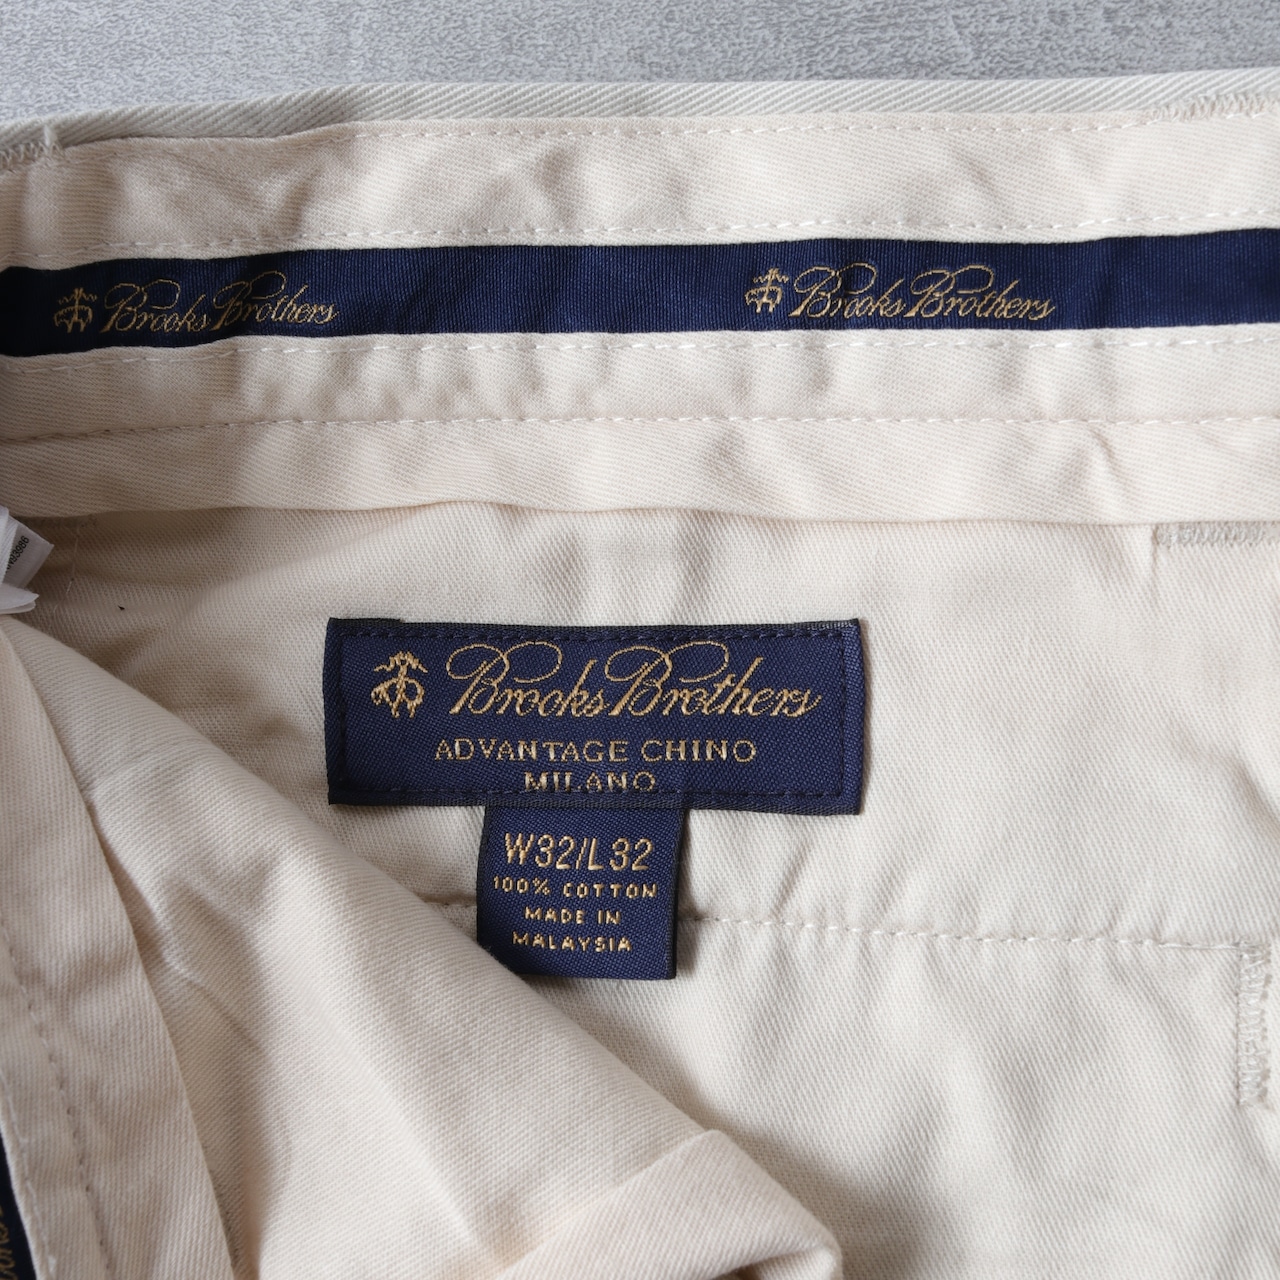 Brooks Brothers
Brooks Brothers
Brooks Brothers
ADVANTAGE CHINO
MILANO
W32/L32
100% COTTON
MADE IN
MALAYSIA